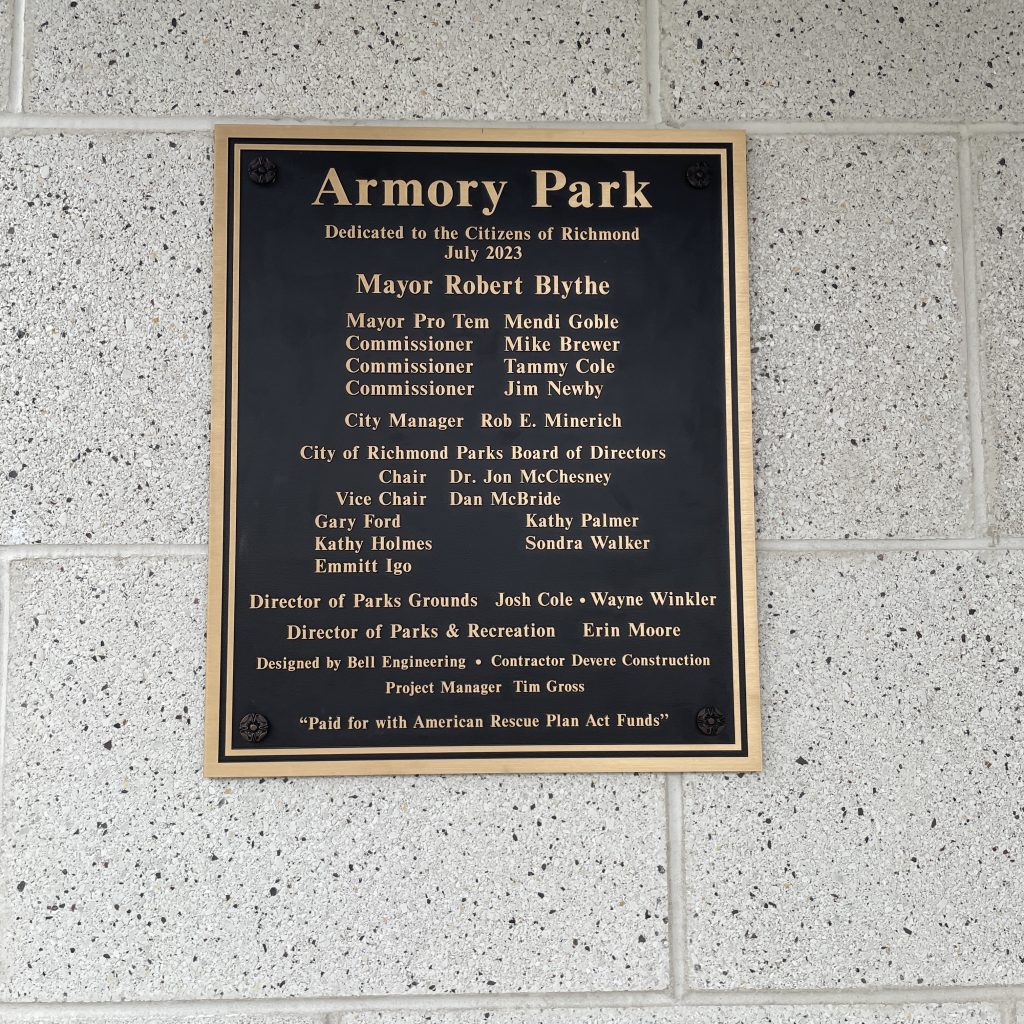 Armory Park
Dedicated to the Citizens of Richmond
July 2023
Mayor Robert Blythe
Mayor Pro Tem Mendi Goble
Commissioner Mike Brewer
Commissioner Tammy Cole
Commissioner Jim Newby
City Manager Rob E. Minerich
City of Richmond Parks Board of Directors
Chair Dr. Jon McChesney
Vice Chair Dan McBride
Gary Ford Kathy Palmer
Kathy Holmes Sondra Walker
Emmitt Igo
Director of Parks Grounds Josh Cole • Wayne Winkler
Director of Parks & Recreation Erin Moore
Designed by Bell Engineering • Contractor Devere Construction
Project Manager Tim Gross
“Paid for with American Rescue Plan Act Funds”